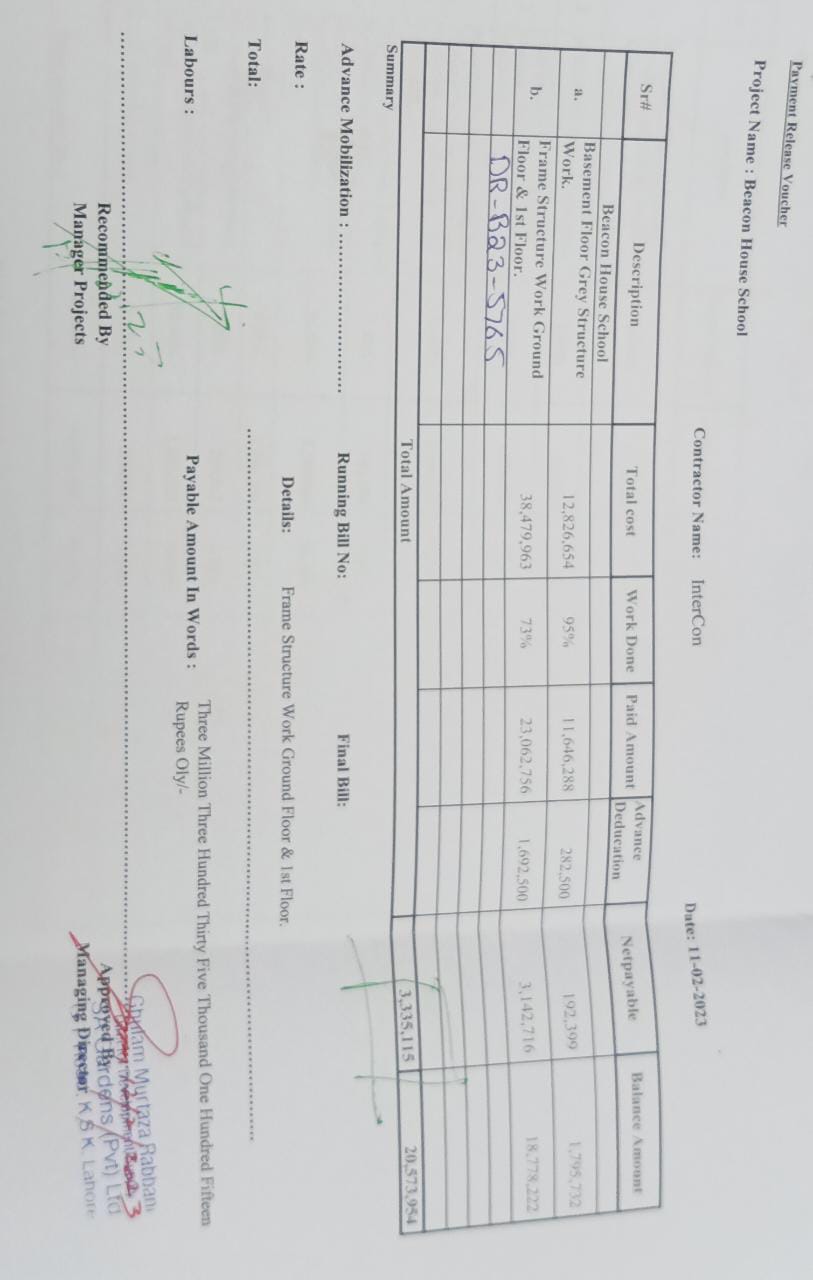 Payment Release Voucher
Project Name : Beacon House School
Contractor Name: InterCon Date: 11-02-2023
Sr# Description Total cost Work Done Paid Amount Advance Deducation Netpayable Balance Amount
Beacon House School
a. Basement Floor Grey Structure Work. 12,826,654 95% 11,646,288 282,500 192,399 1,795,732
b. Frame Structure Work Ground Floor & 1st Floor. 38,479,963 73% 23,062,756 1,692,500 3,142,716 18,778,222
DR-B23-5765
Total Amount 3,335,115 20,573,954
Summary
Advance Mobilization : ........................ Running Bill No: Final Bill:
Rate : Details: Frame Structure Work Ground Floor & 1st Floor.
Total:
Labours : Payable Amount In Words : Three Million Three Hundred Thirty Five Thousand One Hundred Fifteen
Rupees Oly/-
Recommended By Approved By
Manager Projects Managing Director
Ghulam Murtaza Rabbani
Gardens (Pvt) Ltd
K.S.K. Lahore